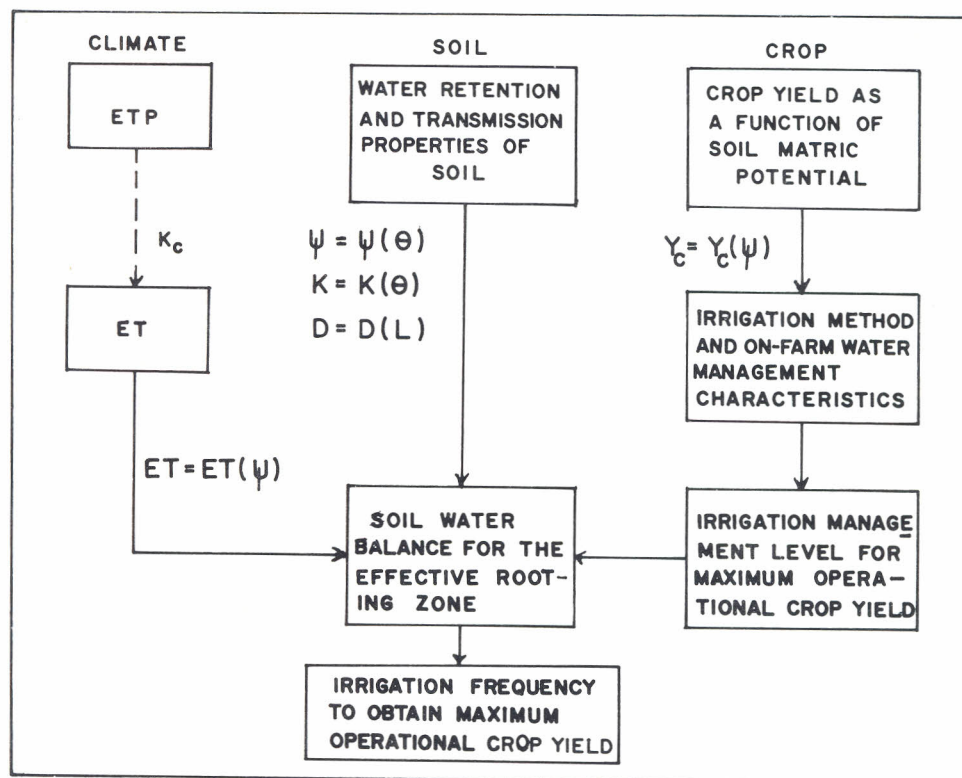 CLIMATE
ETP
K_c
ET
ET = ET(ψ)
SOIL
WATER RETENTION
AND TRANSMISSION
PROPERTIES OF
SOIL
ψ = ψ(θ)
K = K(θ)
D = D(L)
SOIL WATER
BALANCE FOR THE
EFFECTIVE ROOT-
ING ZONE
CROP
CROP YIELD AS
A FUNCTION OF
SOIL MATRIC
POTENTIAL
Y_c = Y_c(ψ)
IRRIGATION METHOD
AND ON-FARM WATER
MANAGEMENT
CHARACTERISTICS
IRRIGATION MANAGE
MENT LEVEL FOR
MAXIMUM OPERA-
TIONAL CROP YIELD
IRRIGATION FREQUENCY
TO OBTAIN MAXIMUM
OPERATIONAL CROP YIELD